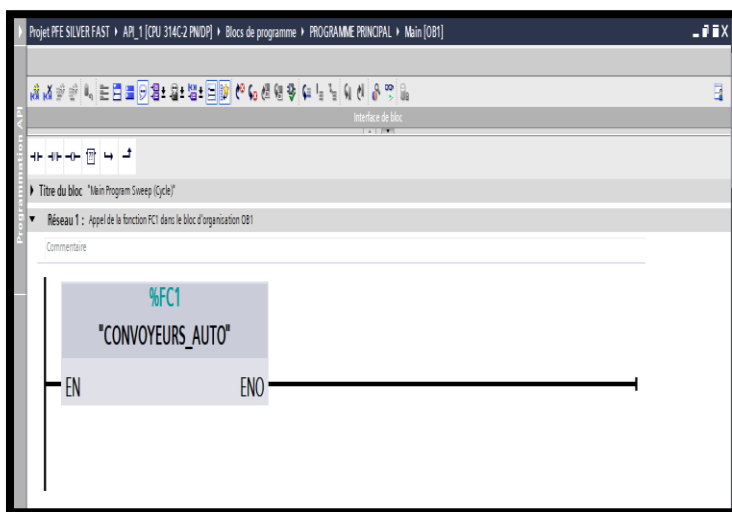 Projet PFE SILVER FAST ▸ API_1 [CPU 314C-2 PN/DP] ▸ Blocs de programme ▸ PROGRAMME PRINCIPAL ▸ Main [OB1]
Interface de bloc
Programmation API
Titre du bloc "Main Program Sweep (Cycle)"
Réseau 1 : Appel de la fonction FC1 dans le bloc d'organisation OB1
Commentaire
%FC1
"CONVOYEURS_AUTO"
EN ENO